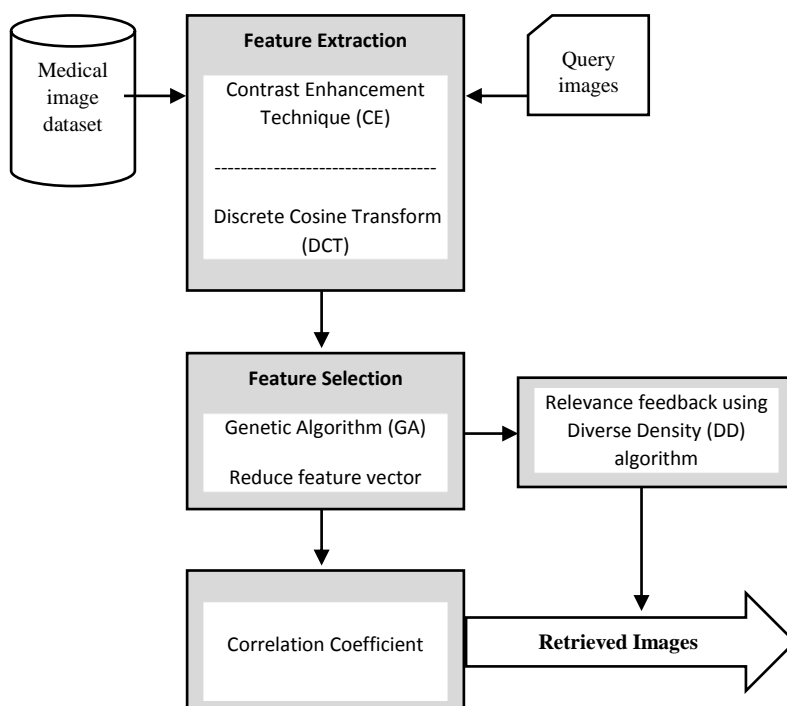 Medical
image
dataset
Feature Extraction
Contrast Enhancement
Technique (CE)
----------------------------------
Discrete Cosine Transform
(DCT)
Query
images
Feature Selection
Genetic Algorithm (GA)
Reduce feature vector
Relevance feedback using
Diverse Density (DD)
algorithm
Correlation Coefficient
Retrieved Images